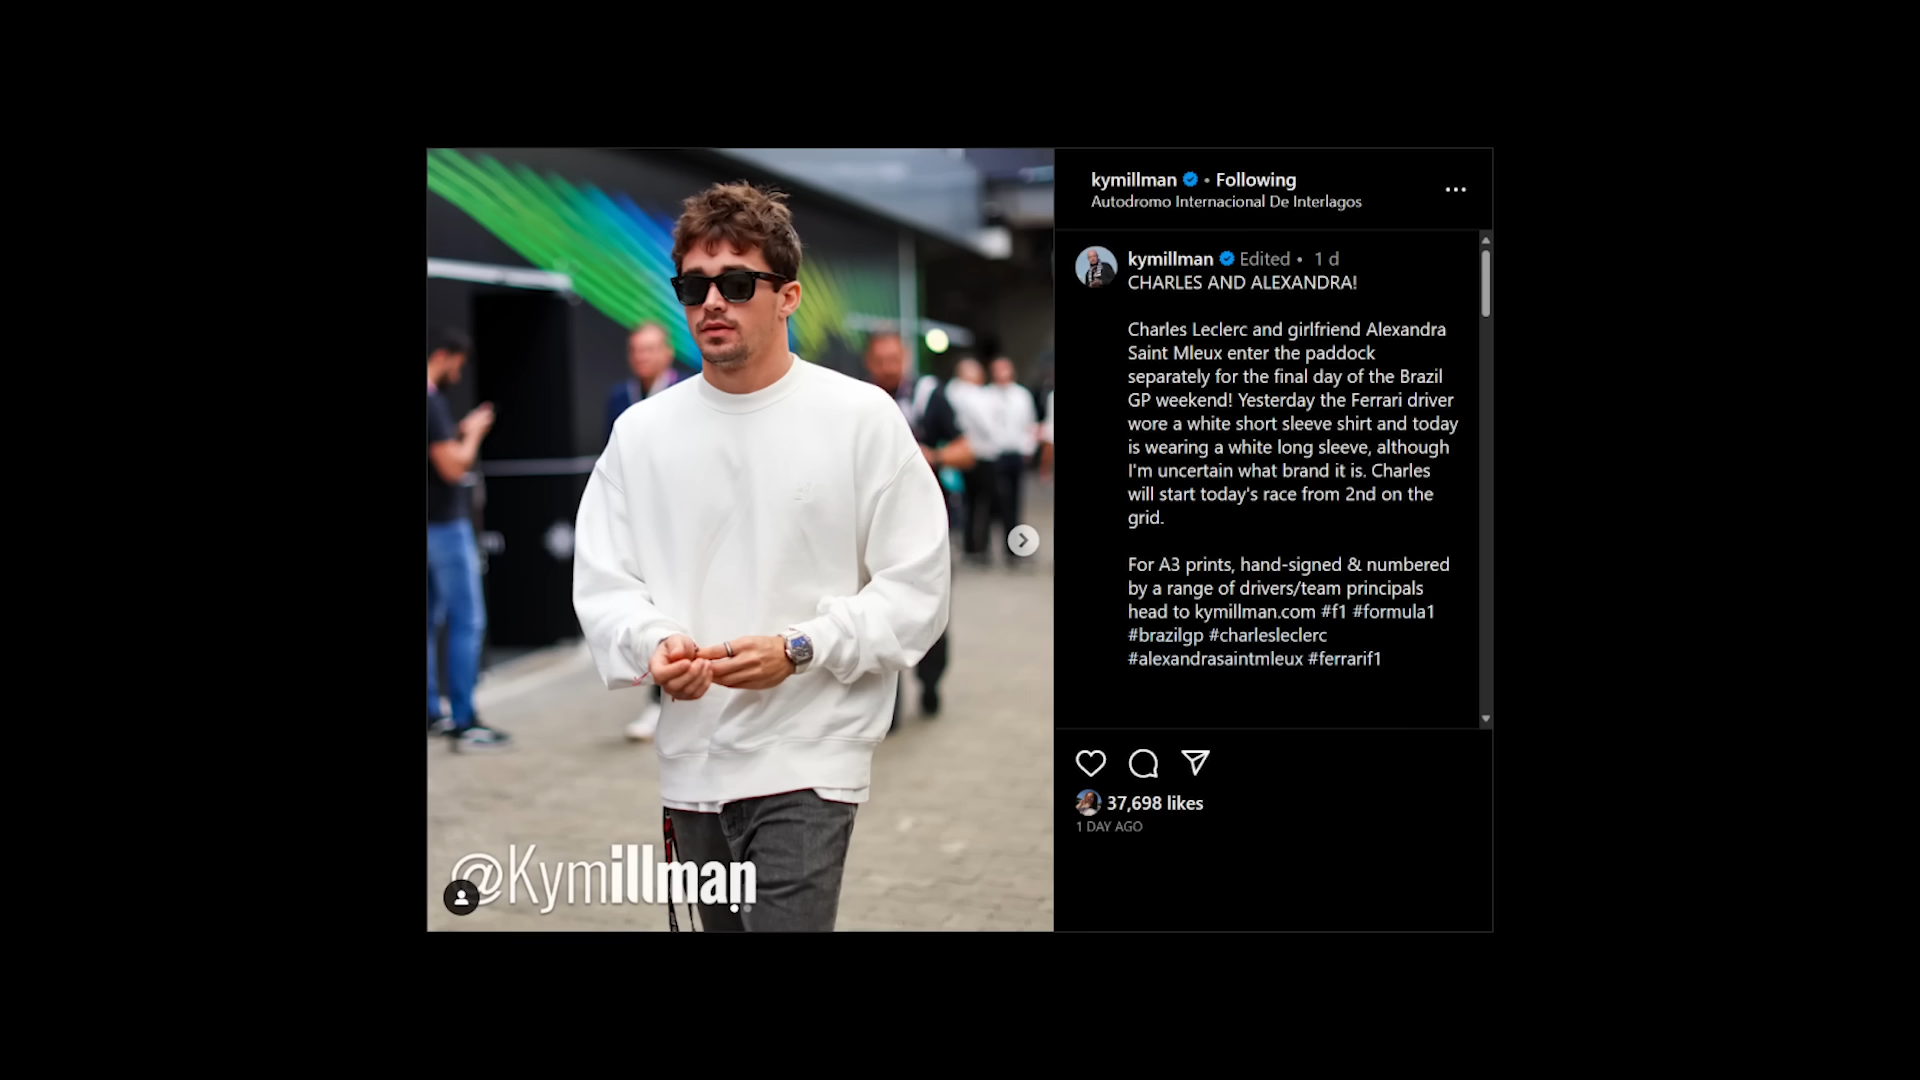 kymillman • Following
Autodromo Internacional De Interlagos
kymillman Edited • 1 d
CHARLES AND ALEXANDRA!
Charles Leclerc and girlfriend Alexandra
Saint Mleux enter the paddock
separately for the final day of the Brazil
GP weekend! Yesterday the Ferrari driver
wore a white short sleeve shirt and today
is wearing a white long sleeve, although
I'm uncertain what brand it is. Charles
will start today's race from 2nd on the
grid.
For A3 prints, hand-signed & numbered
by a range of drivers/team principals
head to kymillman.com #f1 #formula1
#brazilgp #charlesleclerc
#alexandrasaintmleux #ferrarif1
37,698 likes
1 DAY AGO
@Kymillman